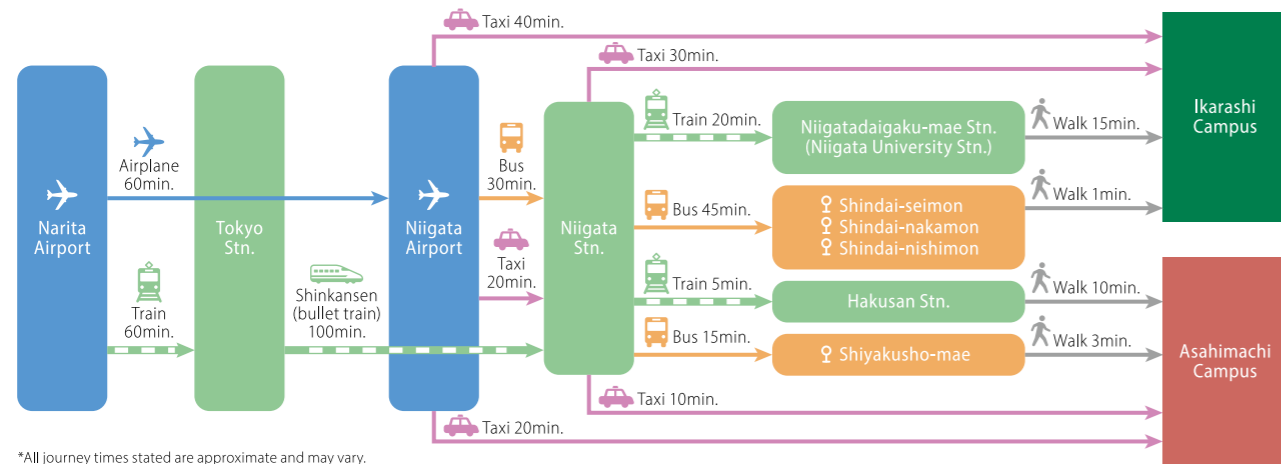 Taxi 40min.
Taxi 30min.
Narita
Airport
Airplane
60min.
Train
60min.
Tokyo
Stn.
Shinkansen
(bullet train)
100min.
Niigata
Airport
Bus
30min.
Taxi
20min.
Niigata
Stn.
Train 20min.
Niigatadaigaku-mae Stn.
(Niigata University Stn.)
Walk 15min.
Bus 45min.
Shindai-seimon
Shindai-nakamon
Shindai-nishimon
Walk 1min.
Ikarashi
Campus
Train 5min.
Hakusan Stn.
Walk 10min.
Bus 15min.
Shiyakusho-mae
Walk 3min.
Asahimachi
Campus
Taxi 10min.
Taxi 20min.
*All journey times stated are approximate and may vary.